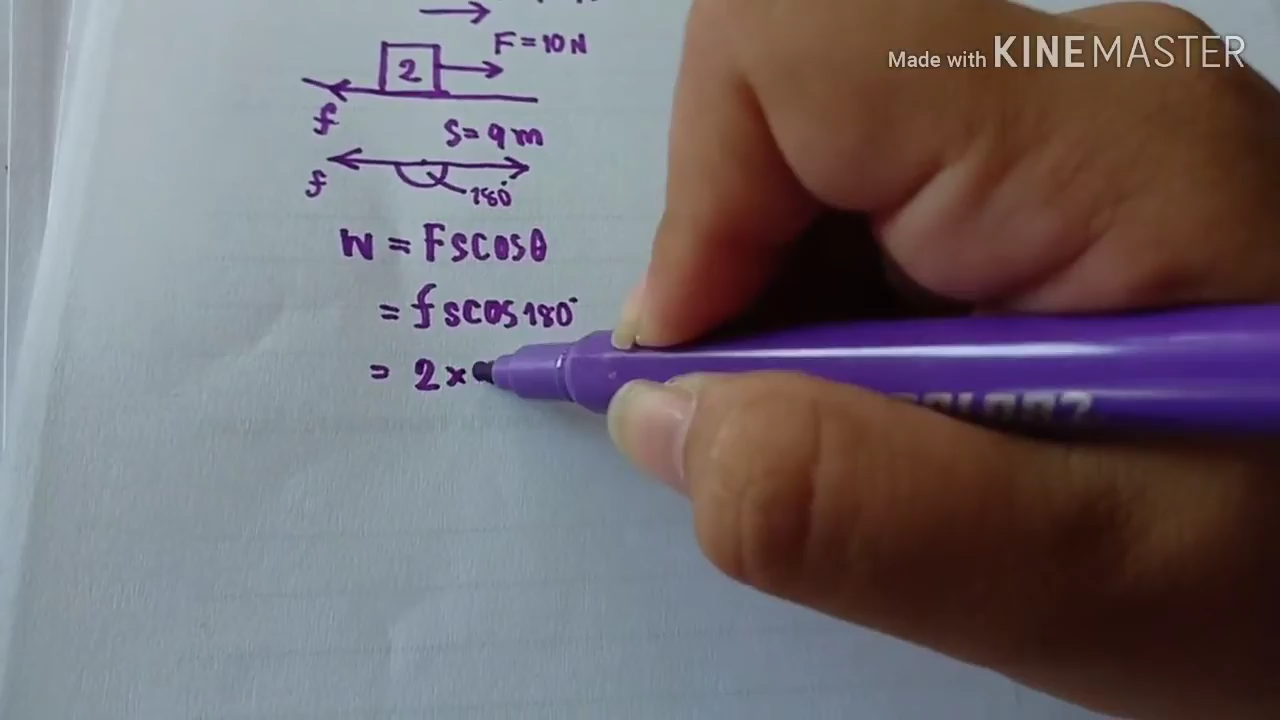 Made with KINEMASTER
F = 10 N
2
f
S = 9 m
f
180°
W = Fscosθ
= fscos180°
= 2 ×